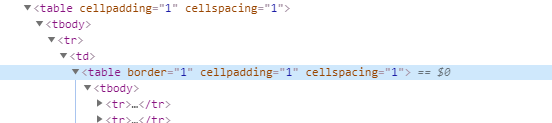 ▼<table cellpadding="1" cellspacing="1">
▼<tbody>
▼<tr>
▼<td>
▼<table border="1" cellpadding="1" cellspacing="1"> == $0
▼<tbody>
▶<tr>…</tr>
▶<tr>…</tr>